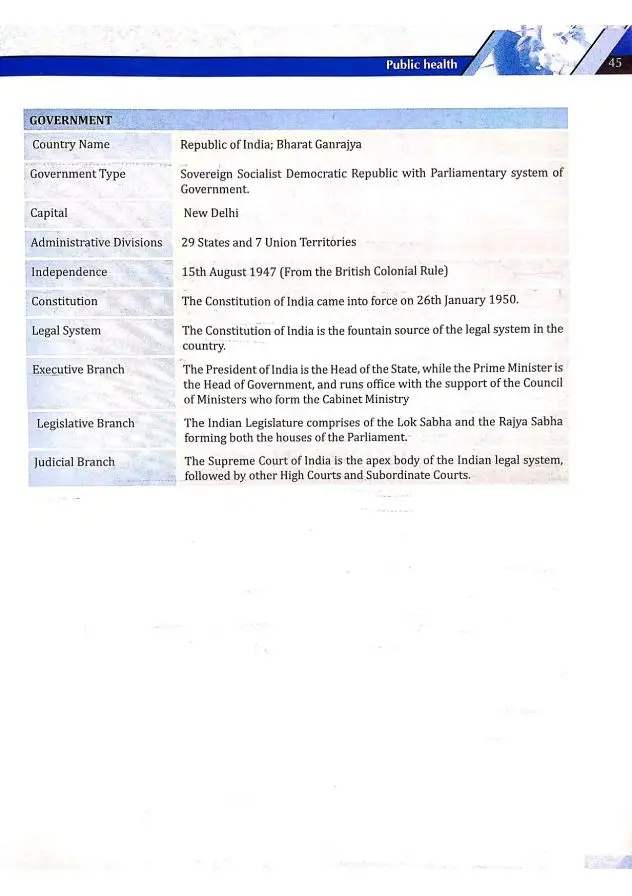 Public health
45
GOVERNMENT
Country Name
Republic of India; Bharat Ganrajya
Government Type
Sovereign Socialist Democratic Republic with Parliamentary system of
Government.
Capital
New Delhi
Administrative Divisions
29 States and 7 Union Territories
Independence
15th August 1947 (From the British Colonial Rule)
Constitution
The Constitution of India came into force on 26th January 1950.
Legal System
The Constitution of India is the fountain source of the legal system in the
country.
Executive Branch
The President of India is the Head of the State, while the Prime Minister is
the Head of Government, and runs office with the support of the Council
of Ministers who form the Cabinet Ministry
Legislative Branch
The Indian Legislature comprises of the Lok Sabha and the Rajya Sabha
forming both the houses of the Parliament.
Judicial Branch
The Supreme Court of India is the apex body of the Indian legal system,
followed by other High Courts and Subordinate Courts.